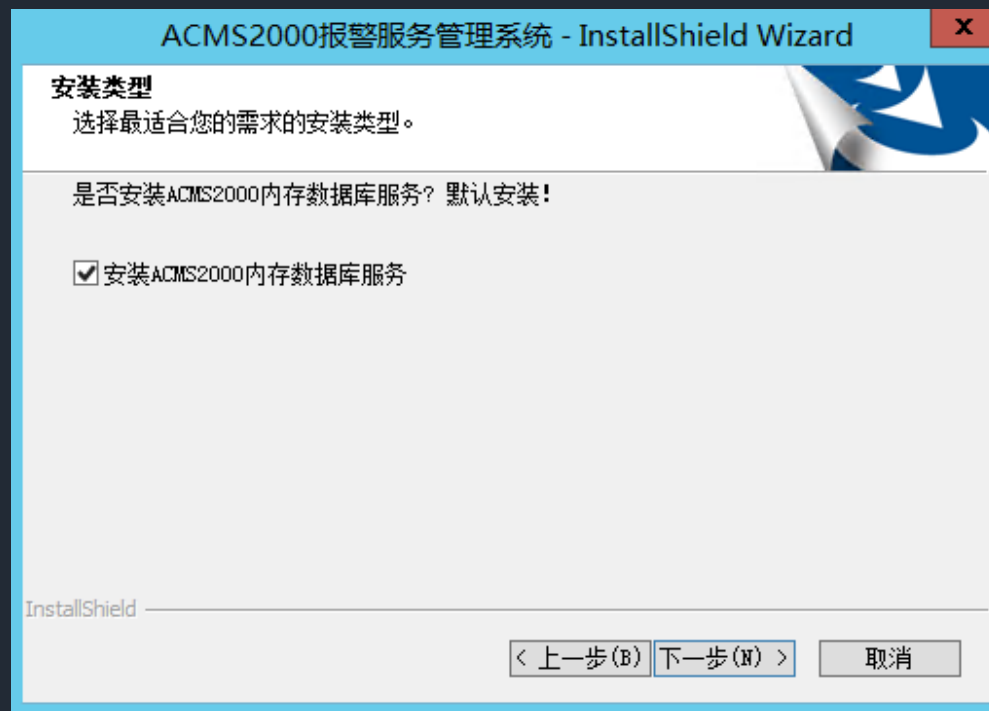 ACMS2000报警服务管理系统 - InstallShield Wizard
安装类型
选择最适合您的需求的安装类型。
是否安装ACMS2000内存数据库服务？默认安装！
安装ACMS2000内存数据库服务
InstallShield
< 上一步(B) 下一步(N) > 取消